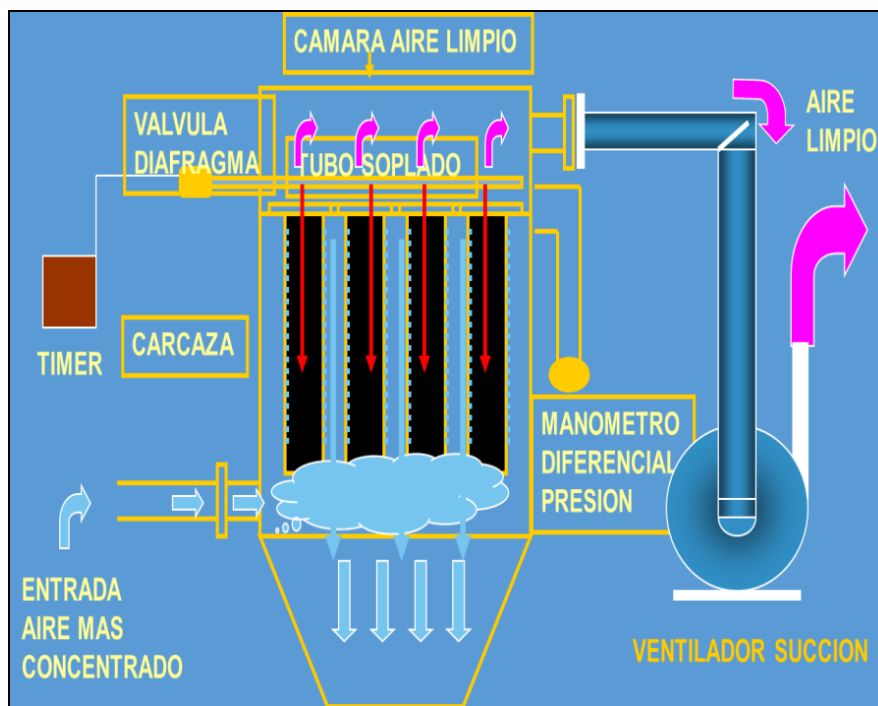 CAMARA AIRE LIMPIO
VALVULA
DIAFRAGMA
TUBO SOPLADO
AIRE
LIMPIO
TIMER
CARCAZA
MANOMETRO
DIFERENCIAL
PRESION
ENTRADA
AIRE MAS
CONCENTRADO
VENTILADOR SUCCION